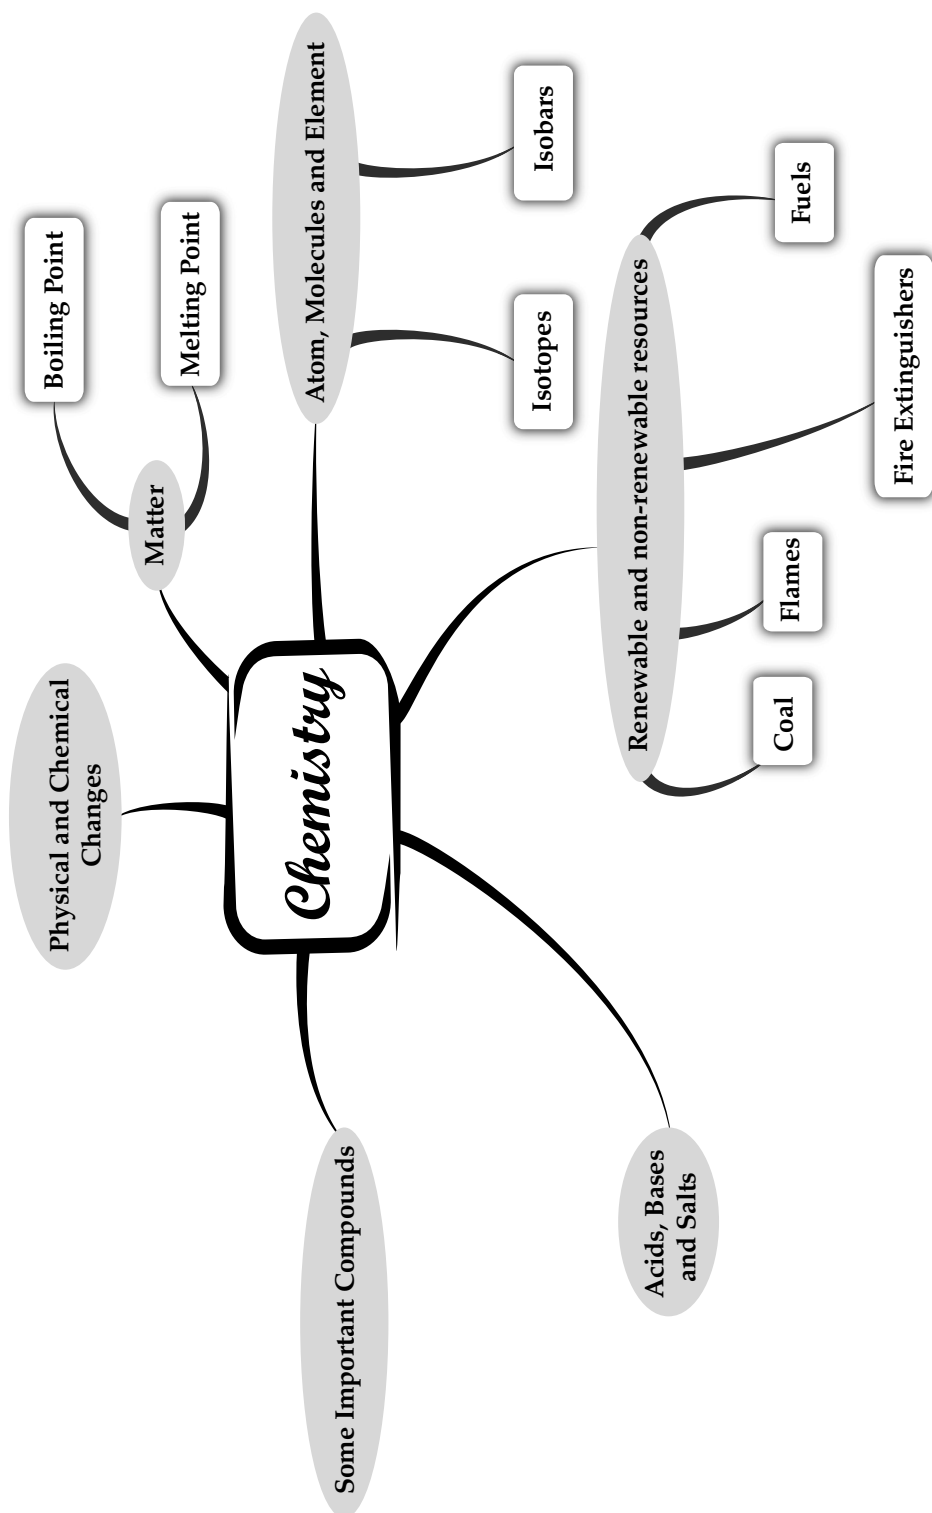 Physical and Chemical
Changes
Matter
Boiling Point
Melting Point
Chemistry
Some Important Compounds
Atom, Molecules and Element
Isotopes
Isobars
Acids, Bases
and Salts
Renewable and non-renewable resources
Coal
Flames
Fire Extinguishers
Fuels